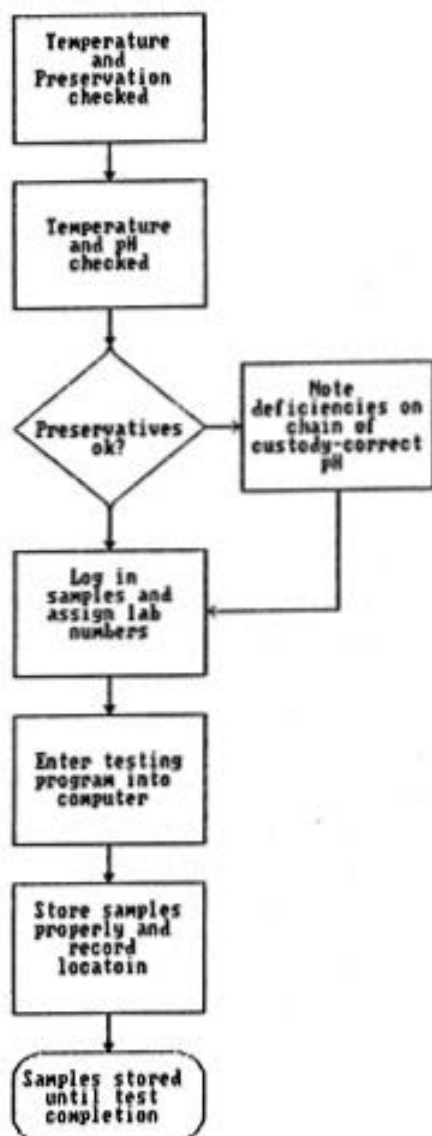 Temperature
and
Preservation
checked
Temperature
and pH
checked
Preservatives
ok?
Note
deficiencies on
chain of
custody-correct
pH
Log in
samples and
assign lab
numbers
Enter testing
program into
computer
Store samples
properly and
record
locatoin
Samples stored
until test
completion